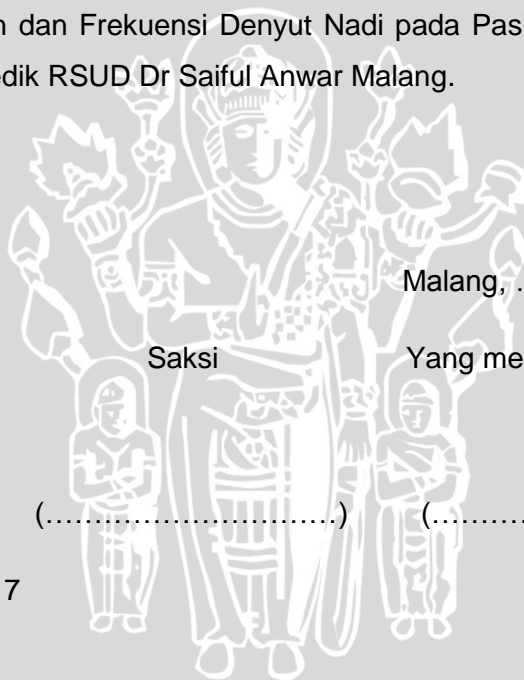 n dan Frekuensi Denyut Nadi pada Pas
edik RSUD Dr Saiful Anwar Malang.
Malang, .
Saksi Yang me
(…………………………) (…………
7